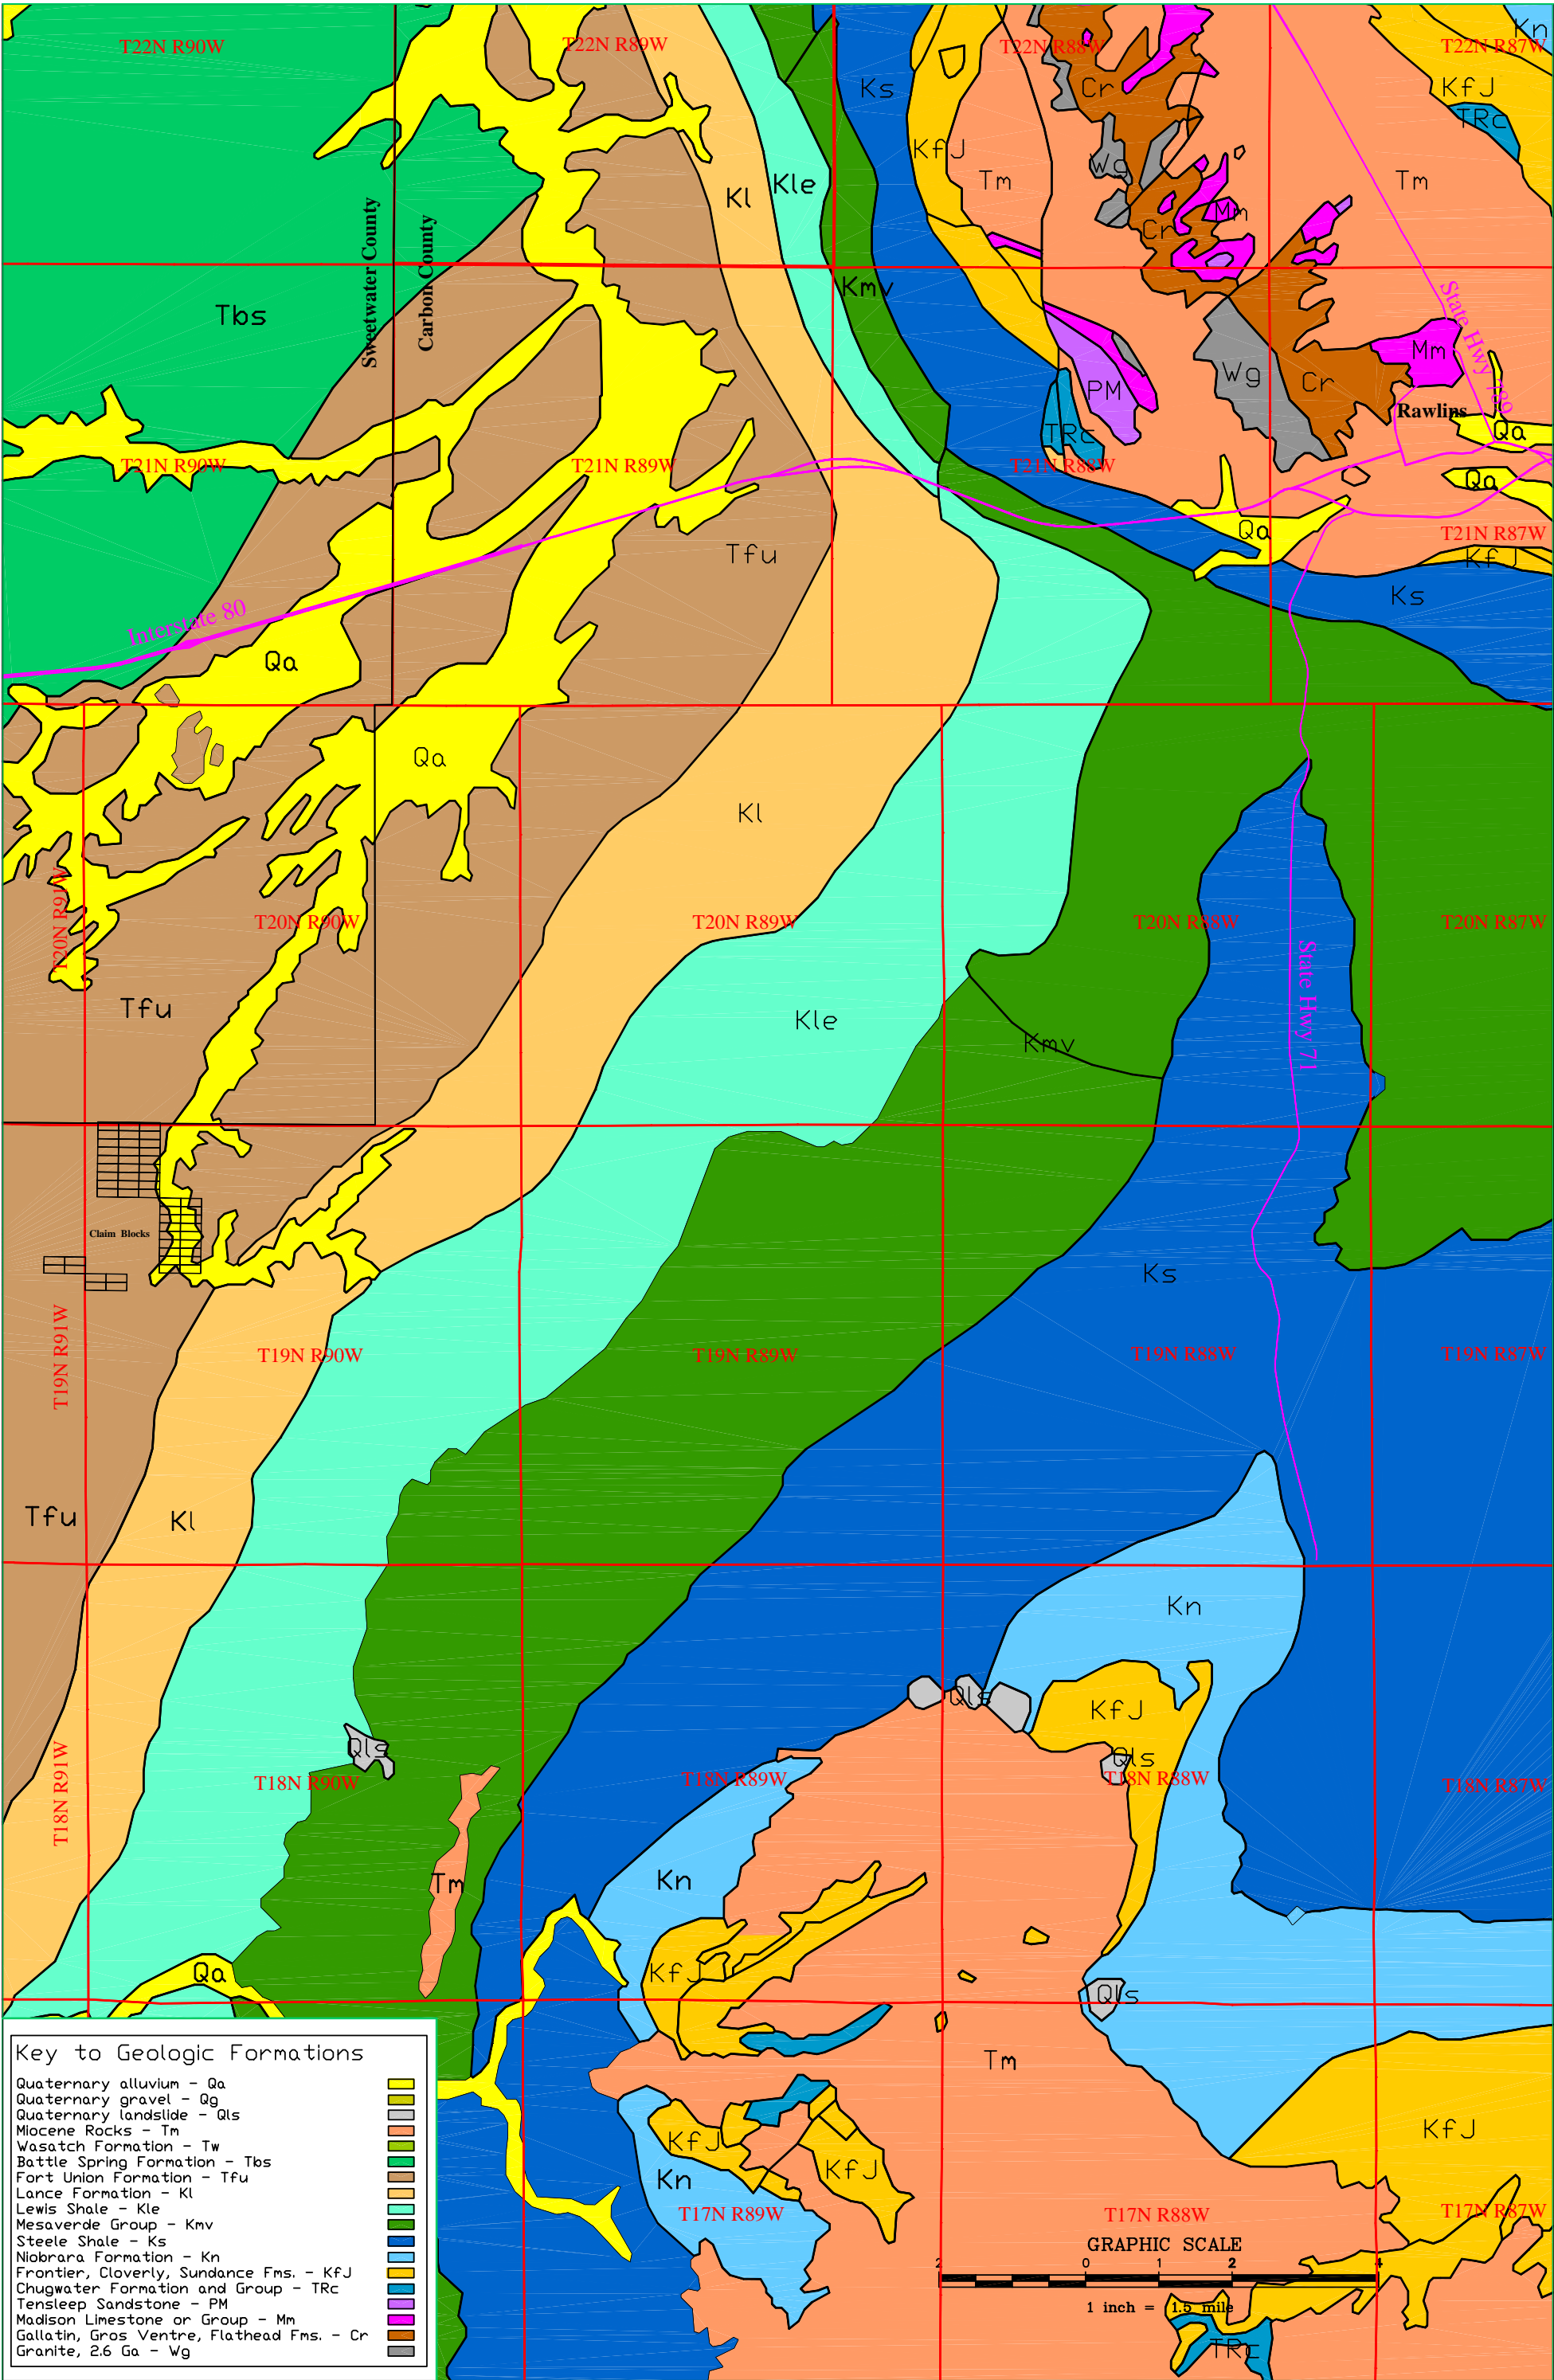 T22N R90W
T22N R89W
T22N R88W
T22N R87W
Kn
Ks
Cr
KfJ
TRc
KfJ
Wg
Tm
Tm
Kl
Kle
Mm
Cr
Sweetwater County
Carbon County
Tbs
Kmv
State Hwy 789
Mm
Wg
Cr
PM
Rawlins
TRc
Qa
T21N R90W
T21N R89W
T21N R88W
Qa
Qa
T21N R87W
Tfu
KfJ
Ks
Interstate 80
Qa
Qa
Kl
T20N R91W
T20N R90W
T20N R89W
T20N R88W
T20N R87W
State Hwy 71
Tfu
Kle
Kmv
Claim Blocks
Ks
T19N R91W
T19N R90W
T19N R89W
T19N R88W
T19N R87W
Tfu
Kl
Kn
Qls
KfJ
Qls
Qls
T18N R91W
T18N R90W
T18N R89W
T18N R88W
T18N R87W
Tm
Kn
Qa
KfJ
Qls
Tm
KfJ
KfJ
KfJ
Kn
T17N R89W
T17N R88W
T17N R87W
GRAPHIC SCALE
2 0 1 2 4
1 inch = 1.5 mile
TRc
Key to Geologic Formations
Quaternary alluvium - Qa
Quaternary gravel - Qg
Quaternary landslide - Qls
Miocene Rocks - Tm
Wasatch Formation - Tw
Battle Spring Formation - Tbs
Fort Union Formation - Tfu
Lance Formation - Kl
Lewis Shale - Kle
Mesaverde Group - Kmv
Steele Shale - Ks
Niobrara Formation - Kn
Frontier, Cloverly, Sundance Fms. - KfJ
Chugwater Formation and Group - TRc
Tensleep Sandstone - PM
Madison Limestone or Group - Mm
Gallatin, Gros Ventre, Flathead Fms. - Cr
Granite, 2.6 Ga - Wg